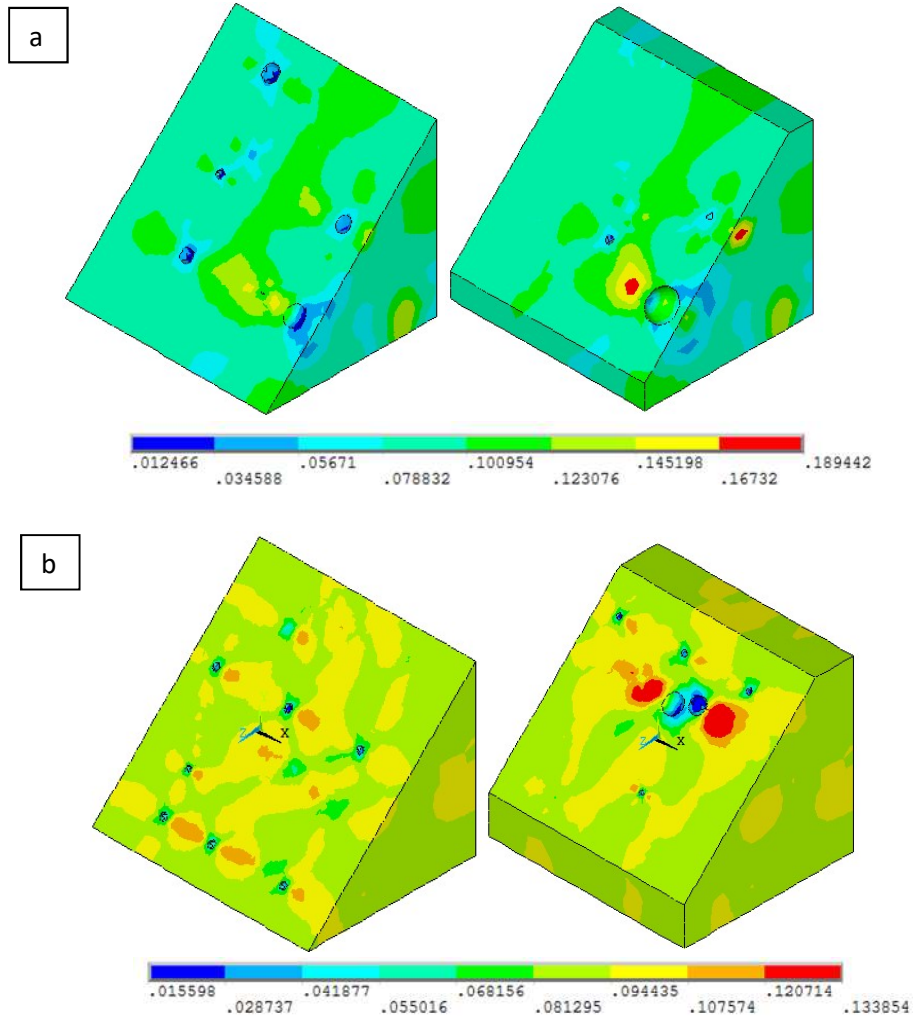 a
.012466 .05671 .100954 .145198 .189442
.034588 .078832 .123076 .16732
b
Z X
Z X
.015598 .041877 .068156 .094435 .120714
.028737 .055016 .081295 .107574 .133854